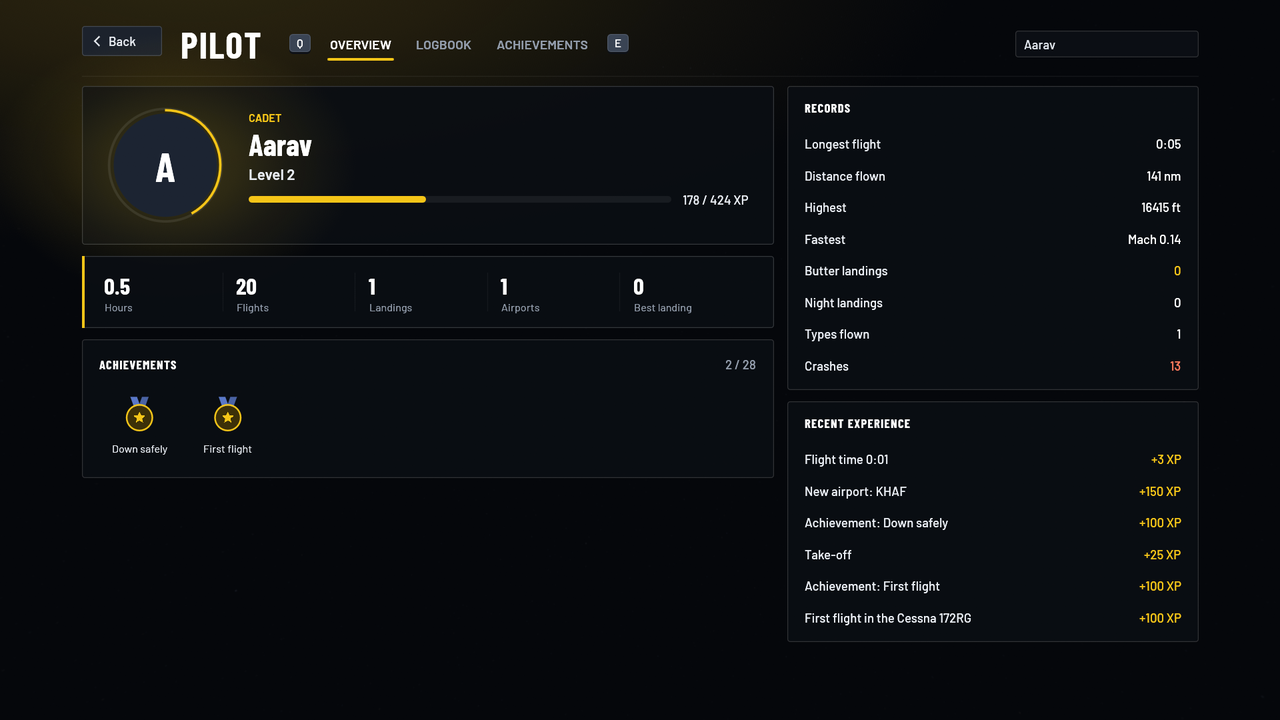 Back
PILOT
Q
OVERVIEW
LOGBOOK
ACHIEVEMENTS
E
Aarav
A
CADET
Aarav
Level 2
178 / 424 XP
0.5
Hours
20
Flights
1
Landings
1
Airports
0
Best landing
ACHIEVEMENTS
2 / 28
Down safely
First flight
RECORDS
Longest flight 0:05
Distance flown 141 nm
Highest 16415 ft
Fastest Mach 0.14
Butter landings 0
Night landings 0
Types flown 1
Crashes 13
RECENT EXPERIENCE
Flight time 0:01 +3 XP
New airport: KHAF +150 XP
Achievement: Down safely +100 XP
Take-off +25 XP
Achievement: First flight +100 XP
First flight in the Cessna 172RG +100 XP